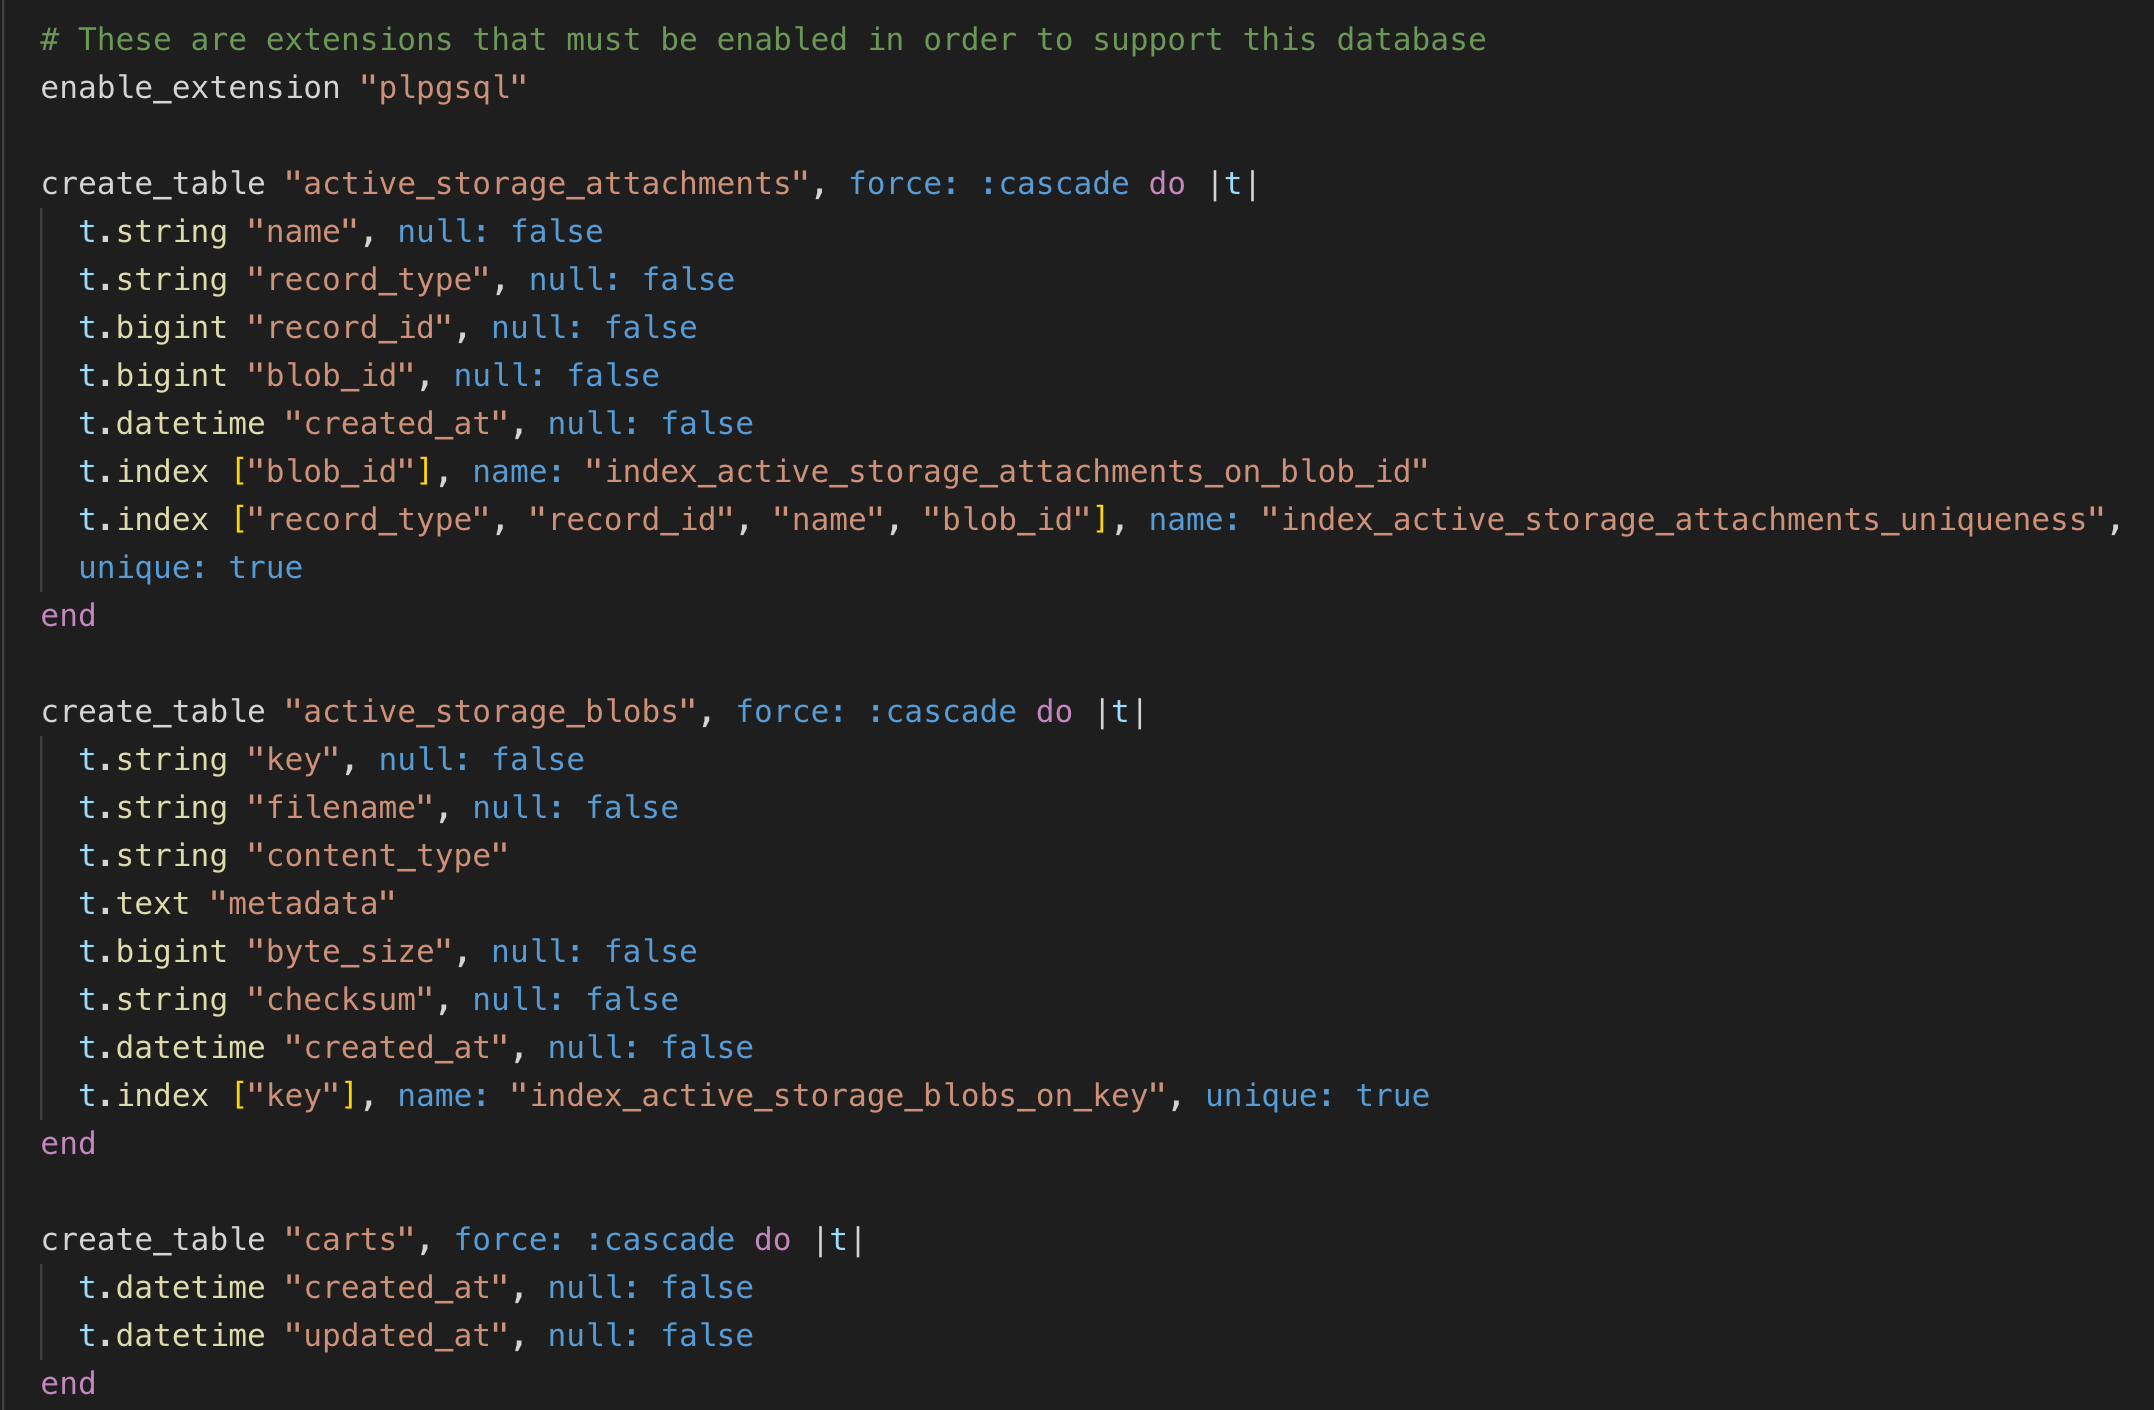 # These are extensions that must be enabled in order to support this database
enable_extension "plpgsql"
create_table "active_storage_attachments", force: :cascade do |t|
t.string "name", null: false
t.string "record_type", null: false
t.bigint "record_id", null: false
t.bigint "blob_id", null: false
t.datetime "created_at", null: false
t.index ["blob_id"], name: "index_active_storage_attachments_on_blob_id"
t.index ["record_type", "record_id", "name", "blob_id"], name: "index_active_storage_attachments_uniqueness",
unique: true
end
create_table "active_storage_blobs", force: :cascade do |t|
t.string "key", null: false
t.string "filename", null: false
t.string "content_type"
t.text "metadata"
t.bigint "byte_size", null: false
t.string "checksum", null: false
t.datetime "created_at", null: false
t.index ["key"], name: "index_active_storage_blobs_on_key", unique: true
end
create_table "carts", force: :cascade do |t|
t.datetime "created_at", null: false
t.datetime "updated_at", null: false
end